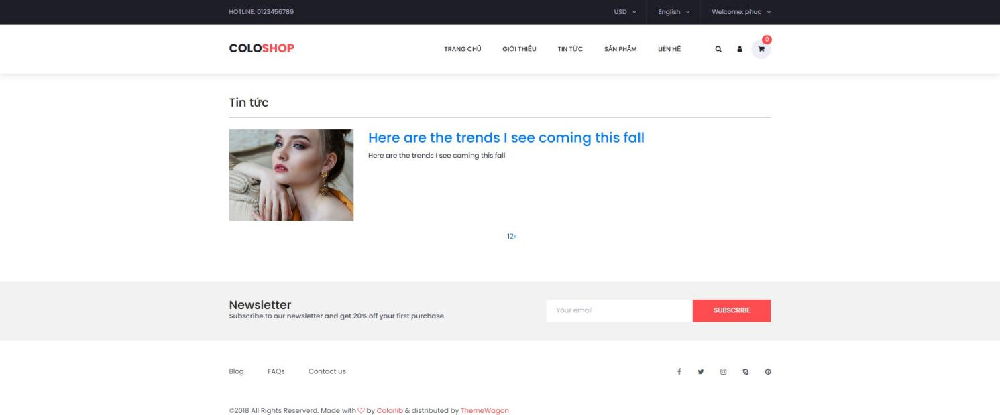 HOTLINE: 0123456789 USD English Welcome: phuc
COLOSHOP TRANG CHỦ GIỚI THIỆU TIN TỨC SẢN PHẨM LIÊN HỆ 0
Tin tức
Here are the trends I see coming this fall
Here are the trends I see coming this fall
12»
Newsletter
Subscribe to our newsletter and get 20% off your first purchase
Your email SUBSCRIBE
Blog FAQs Contact us
©2018 All Rights Reserverd. Made with ♡ by Colorlib & distributed by ThemeWagon